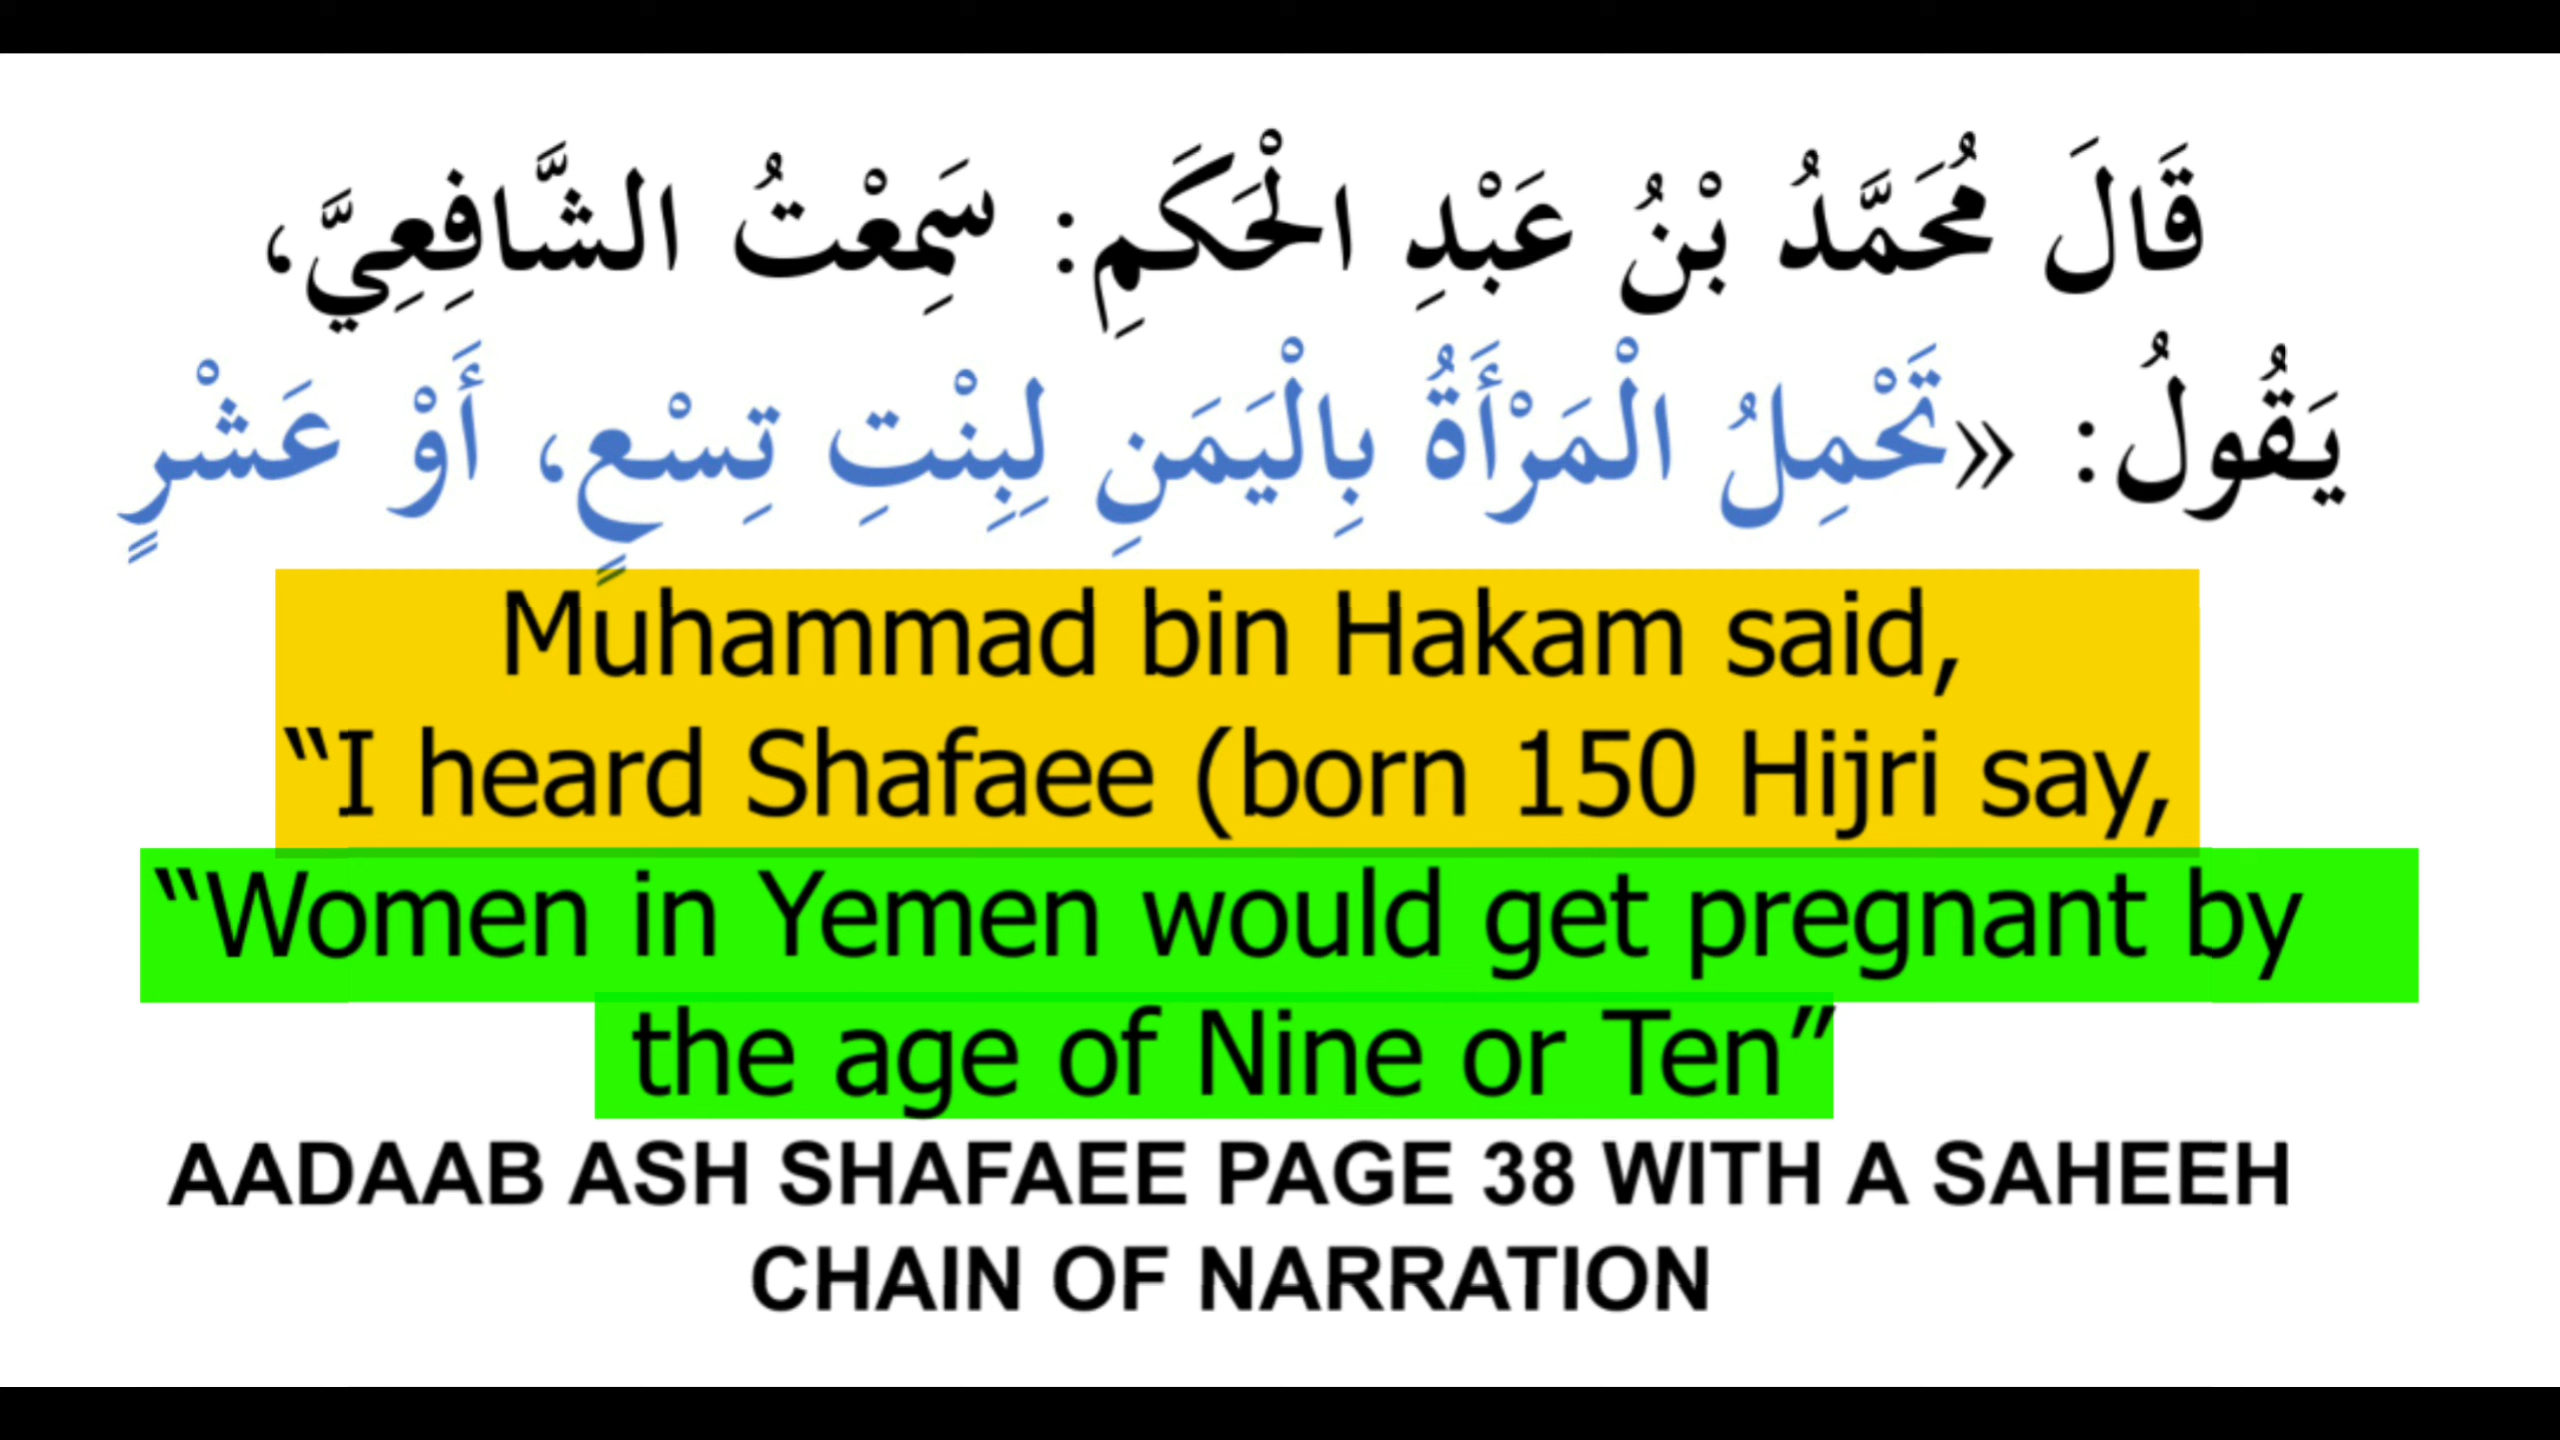 قَالَ مُحَمَّدُ بْنُ عَبْدِ الْحَكَمِ: سَمِعْتُ الشَّافِعِيَّ،
يَقُولُ: «تَحْمِلُ الْمَرْأَةُ بِالْيَمَنِ لِبِنْتِ تِسْعٍ، أَوْ عَشْرٍ
Muhammad bin Hakam said,
“I heard Shafaee (born 150 Hijri say,
“Women in Yemen would get pregnant by
the age of Nine or Ten”
AADAAB ASH SHAFAEE PAGE 38 WITH A SAHEEH
CHAIN OF NARRATION